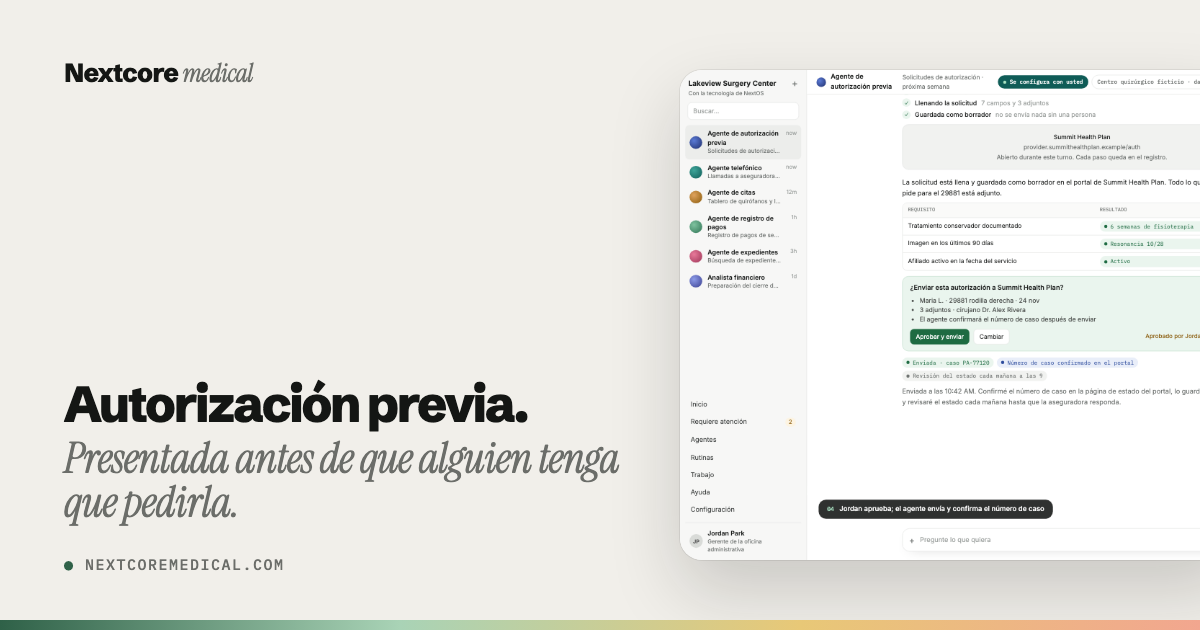 Nextcore medical
Autorización previa.
Presentada antes de que alguien tenga
que pedirla.
NEXTCOREMEDICAL.COM
Lakeview Surgery Center
+
Con la tecnología de NexIOS
Buscar...
Agente de autorización
previa
now
Solicitudes de autorizaci...
Agente telefónico
now
Llamadas a aseguradora...
Agente de citas
12m
Tablero de quirófanos y l...
Agente de registro de
pagos
1h
Registro de pagos de se...
Agente de expedientes
3h
Búsqueda de expediente...
Analista financiero
1d
Preparación del cierre d...
Inicio
Requiere atención
2
Agentes
Rutinas
Trabajo
Ayuda
Configuración
JP
Jordan Park
Gerente de la oficina
administrativa
Agente de
autorización previa
Solicitudes de autorización ·
próxima semana
Se configura con usted
Centro quirúrgico ficticio · da
Llenando la solicitud 7 campos y 3 adjuntos
Guardada como borrador no se envía nada sin una persona
Summit Health Plan
provider.summithealthplan.example/auth
Abierto durante este turno. Cada paso queda en el registro.
La solicitud está llena y guardada como borrador en el portal de Summit Health Plan. Todo lo qu
pide para el 29881 está adjunto.
REQUISITO RESULTADO
Tratamiento conservador documentado 6 semanas de fisioterapia
Imagen en los últimos 90 días Resonancia 10/28
Afiliado activo en la fecha del servicio Activo
¿Enviar esta autorización a Summit Health Plan?
• Maria L. · 29881 rodilla derecha · 24 nov
• 3 adjuntos · cirujano Dr. Alex Rivera
• El agente confirmará el número de caso después de enviar
Aprobar y enviar Cambiar Aprobado por Jorda
Enviada · caso PA-77120 Número de caso confirmado en el portal
Revisión del estado cada mañana a las 9
Enviada a las 10:42 AM. Confirmé el número de caso en la página de estado del portal, lo guard
y revisaré el estado cada mañana hasta que la aseguradora responda.
04 Jordan aprueba; el agente envía y confirma el número de caso
+ Pregunte lo que quiera